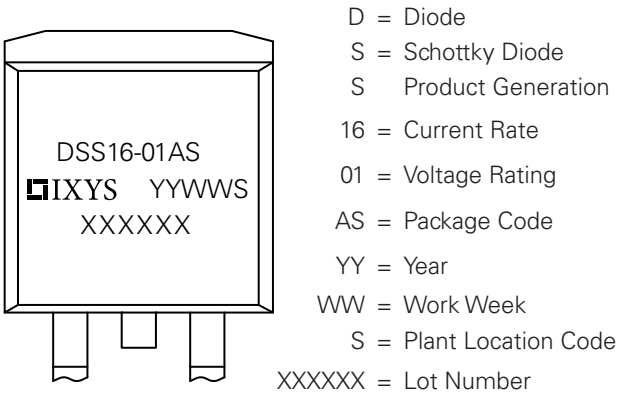 DSS16-01AS
IXYS YYWWS
XXXXXX
D = Diode
S = Schottky Diode
S Product Generation
16 = Current Rate
01 = Voltage Rating
AS = Package Code
YY = Year
WW = Work Week
S = Plant Location Code
XXXXXX = Lot Number